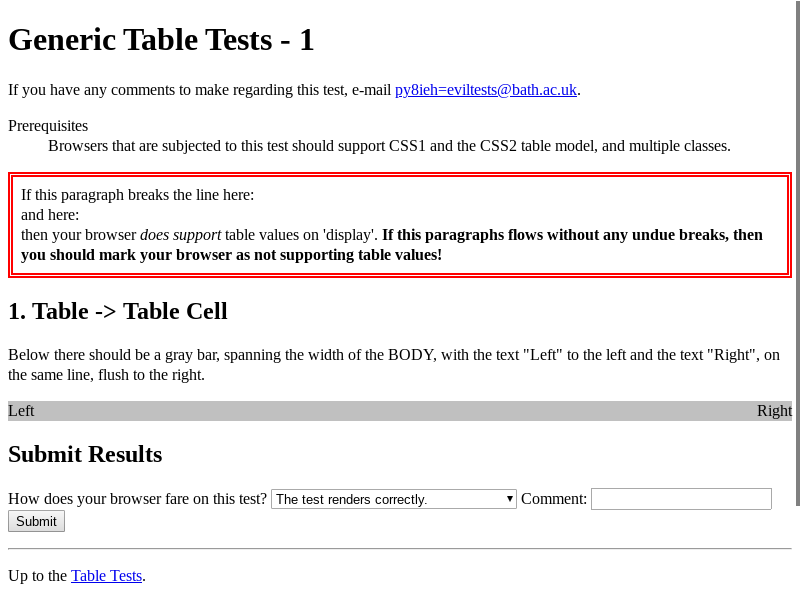 Generic Table Tests - 1
If you have any comments to make regarding this test, e-mail py8ieh=eviltests@bath.ac.uk.
Prerequisites
Browsers that are subjected to this test should support CSS1 and the CSS2 table model, and multiple classes.
If this paragraph breaks the line here:
and here:
then your browser does support table values on 'display'. If this paragraphs flows without any undue breaks, then
you should mark your browser as not supporting table values!
1. Table -> Table Cell
Below there should be a gray bar, spanning the width of the BODY, with the text "Left" to the left and the text "Right", on
the same line, flush to the right.
Left Right
Submit Results
How does your browser fare on this test? The test renders correctly. Comment:
Submit
Up to the Table Tests.